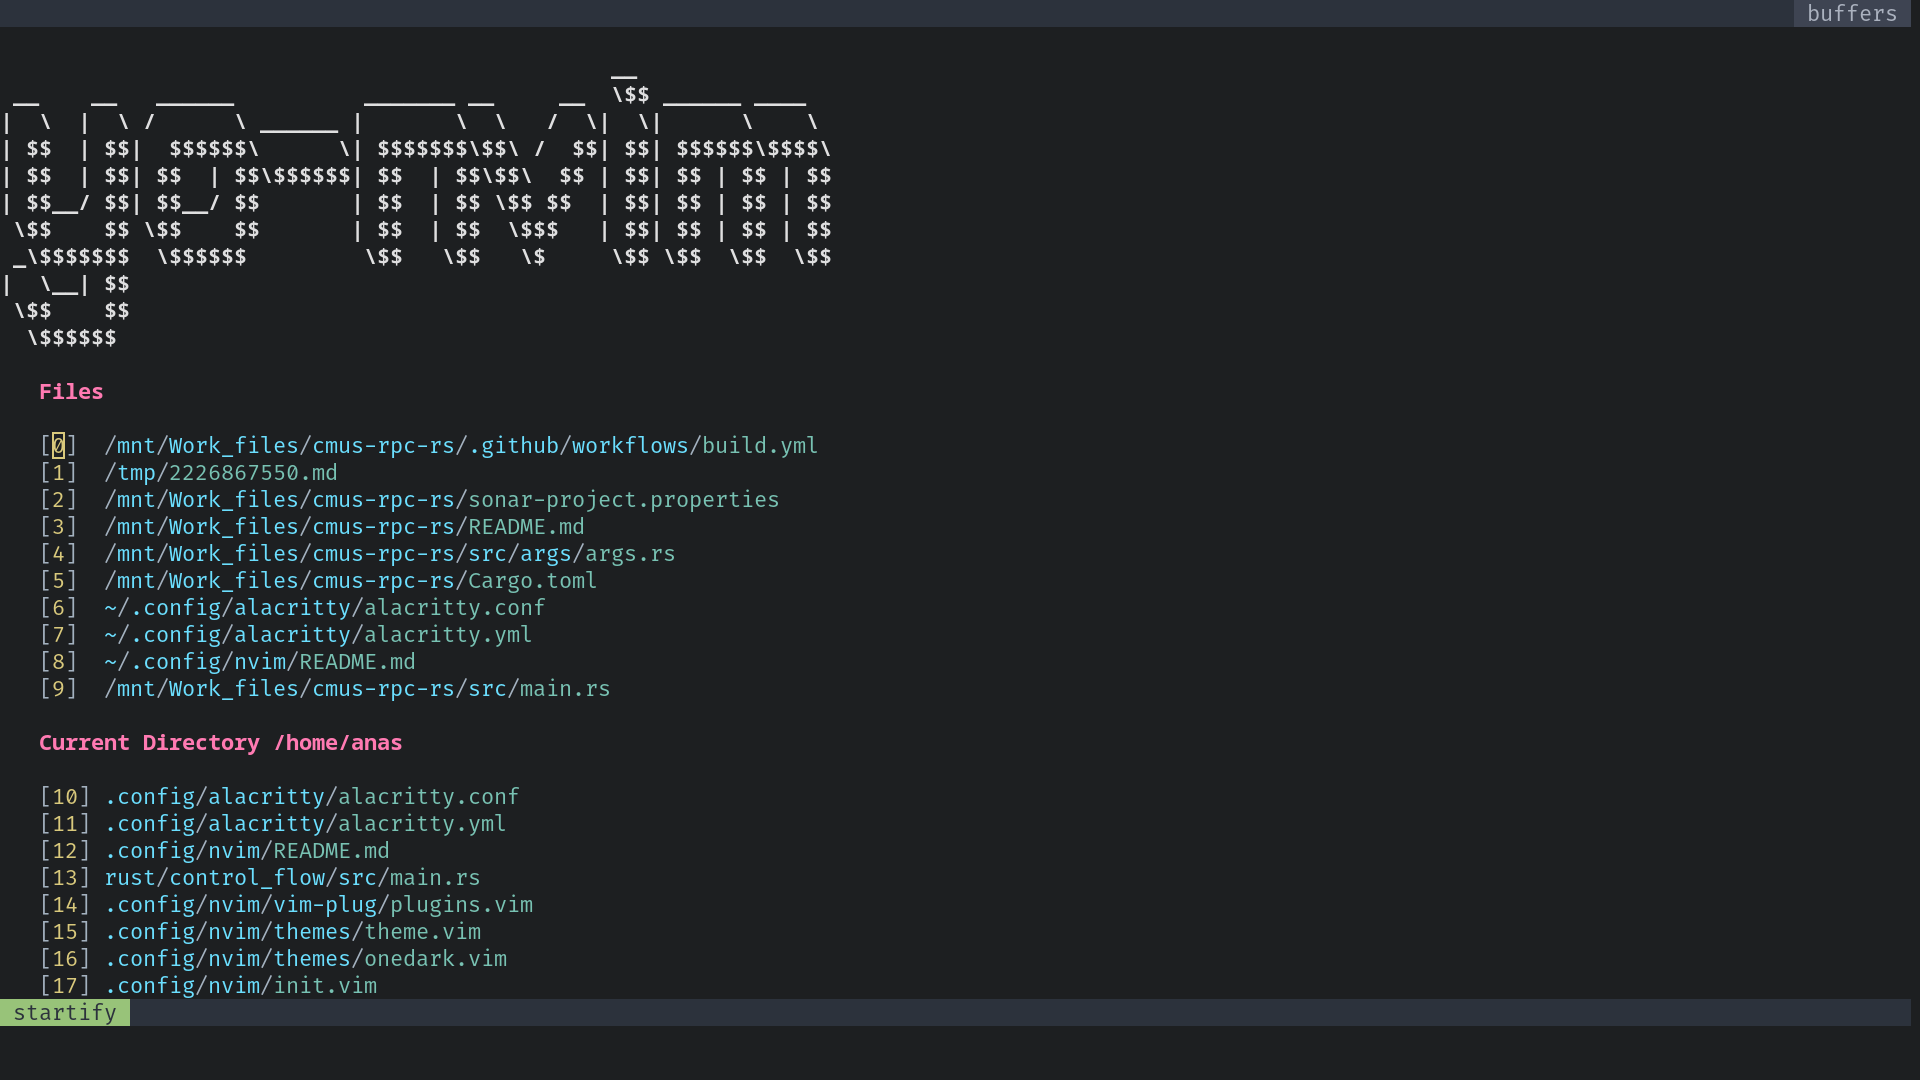 buffers
                                               __
 __    __   ______          _______ __     __  \$$ ______ ____
|  \  |  \ /      \ ______ |       \  \   /  \|  \|      \    \
| $$  | $$|  $$$$$$\      \| $$$$$$$\$$\ /  $$| $$| $$$$$$\$$$$\
| $$  | $$| $$  | $$\$$$$$$| $$  | $$\$$\  $$ | $$| $$ | $$ | $$
| $$__/ $$| $$__/ $$       | $$  | $$ \$$ $$  | $$| $$ | $$ | $$
 \$$    $$ \$$    $$       | $$  | $$  \$$$   | $$| $$ | $$ | $$
 _\$$$$$$$  \$$$$$$         \$$   \$$   \$     \$$ \$$  \$$  \$$
|  \__| $$
 \$$    $$
  \$$$$$$
Files
[0]  /mnt/Work_files/cmus-rpc-rs/.github/workflows/build.yml
[1]  /tmp/2226867550.md
[2]  /mnt/Work_files/cmus-rpc-rs/sonar-project.properties
[3]  /mnt/Work_files/cmus-rpc-rs/README.md
[4]  /mnt/Work_files/cmus-rpc-rs/src/args/args.rs
[5]  /mnt/Work_files/cmus-rpc-rs/Cargo.toml
[6]  ~/.config/alacritty/alacritty.conf
[7]  ~/.config/alacritty/alacritty.yml
[8]  ~/.config/nvim/README.md
[9]  /mnt/Work_files/cmus-rpc-rs/src/main.rs
Current Directory /home/anas
[10] .config/alacritty/alacritty.conf
[11] .config/alacritty/alacritty.yml
[12] .config/nvim/README.md
[13] rust/control_flow/src/main.rs
[14] .config/nvim/vim-plug/plugins.vim
[15] .config/nvim/themes/theme.vim
[16] .config/nvim/themes/onedark.vim
[17] .config/nvim/init.vim
startify